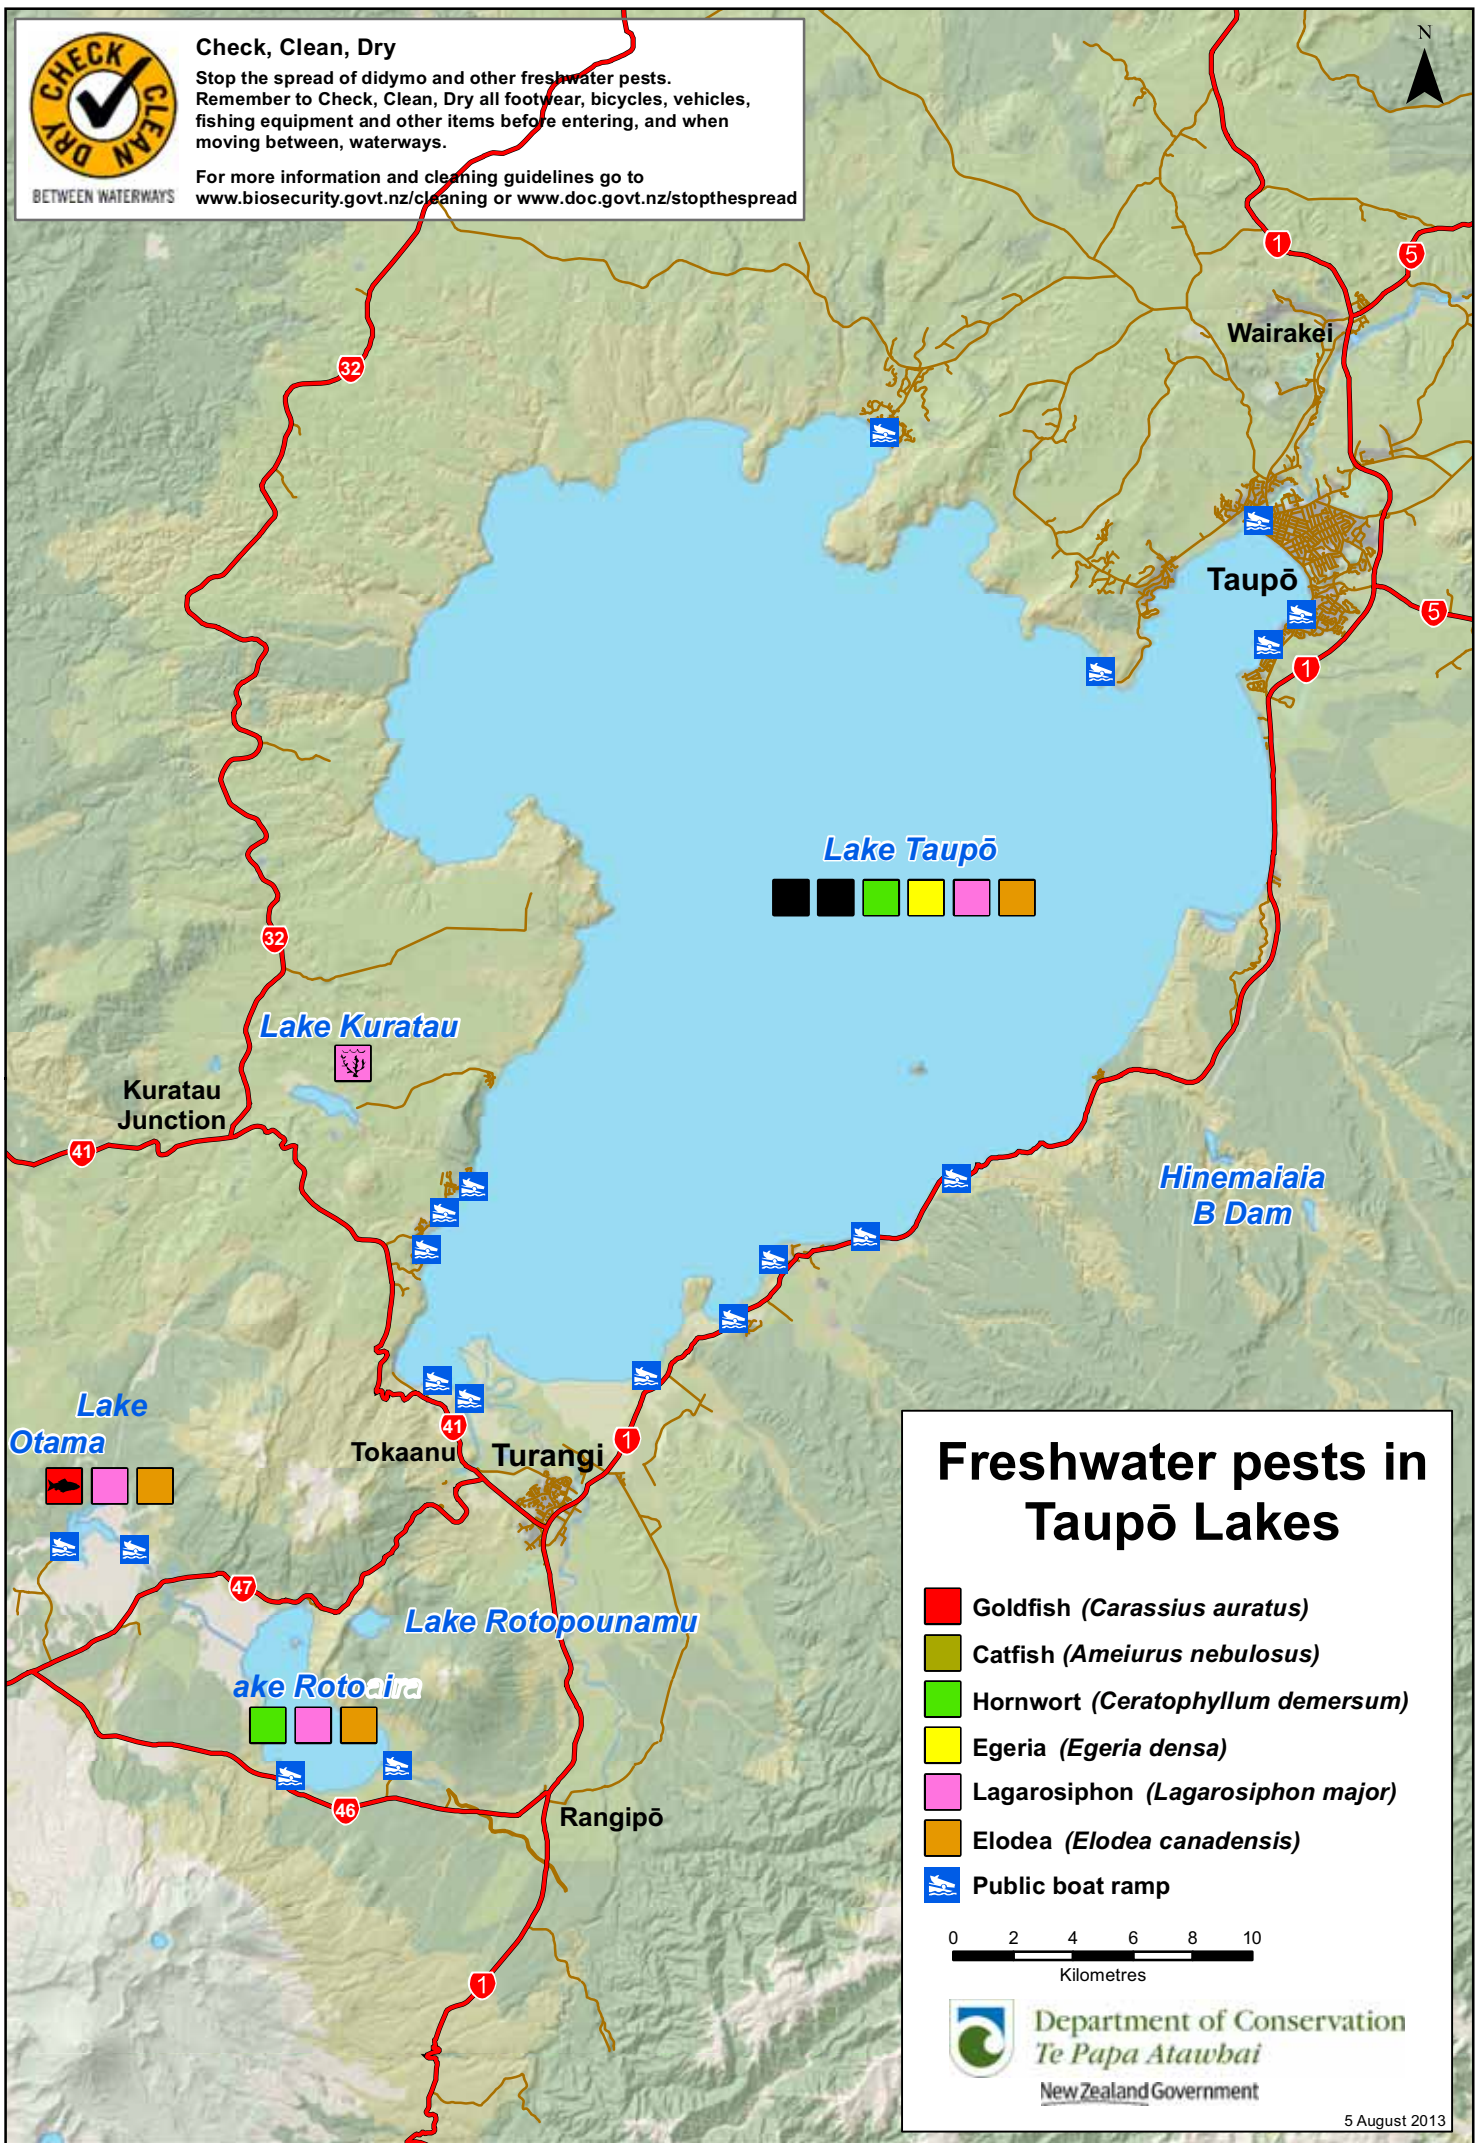 CHECK CLEAN DRY
BETWEEN WATERWAYS
Check, Clean, Dry
Stop the spread of didymo and other freshwater pests.
Remember to Check, Clean, Dry all footwear, bicycles, vehicles,
fishing equipment and other items before entering, and when
moving between, waterways.
For more information and cleaning guidelines go to
www.biosecurity.govt.nz/cleaning or www.doc.govt.nz/stopthespread
N
1
5
Wairakei
32
Taupō
5
1
Lake Taupō
32
Lake Kuratau
Kuratau
Junction
41
Hinemaiaia
B Dam
Lake
Otama
41
1
Tokaanu
Turangi
47
Lake Rotopounamu
ake Rotoaira
46
Rangipō
1
Freshwater pests in
Taupō Lakes
Goldfish (Carassius auratus)
Catfish (Ameiurus nebulosus)
Hornwort (Ceratophyllum demersum)
Egeria (Egeria densa)
Lagarosiphon (Lagarosiphon major)
Elodea (Elodea canadensis)
Public boat ramp
0 2 4 6 8 10
Kilometres
Department of Conservation
Te Papa Atawhai
New Zealand Government
5 August 2013